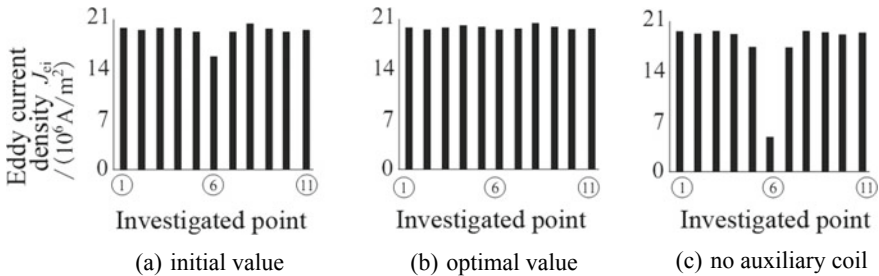 Eddy current
density J_ei
/ (10^6 A/m^2)
21
14
7
0
① ⑥ ⑪
Investigated point
(a) initial value
21
14
7
0
① ⑥ ⑪
Investigated point
(b) optimal value
21
14
7
0
① ⑥ ⑪
Investigated point
(c) no auxiliary coil